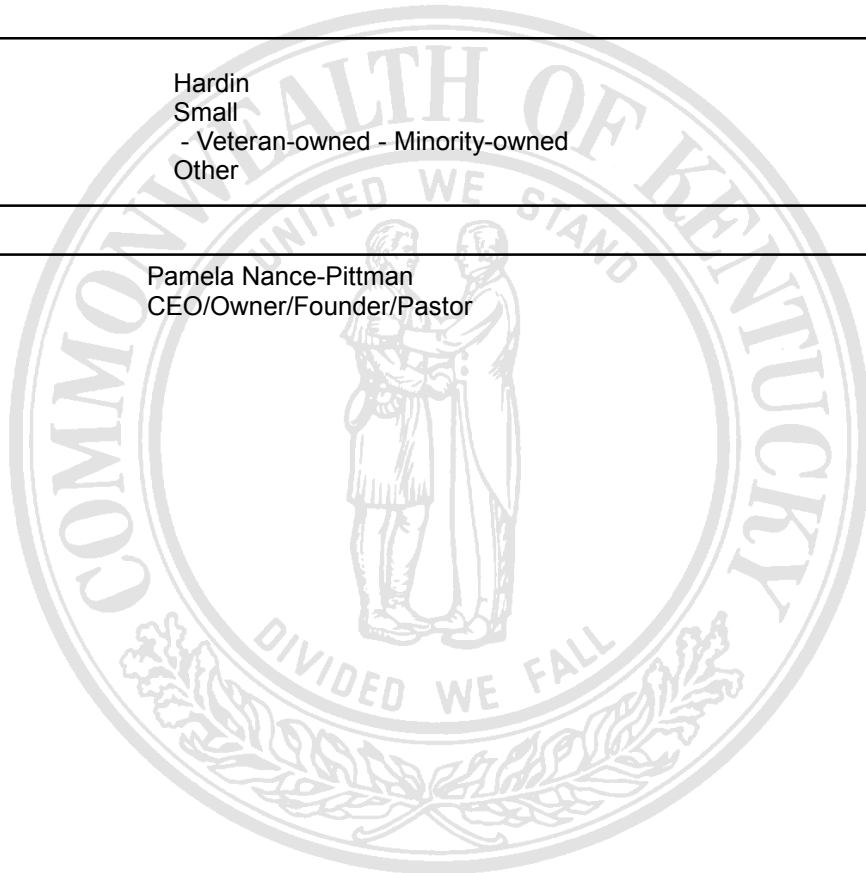 Hardin
Small
- Veteran-owned - Minority-owned
Other
Pamela Nance-Pittman
CEO/Owner/Founder/Pastor
COMMONWEALTH OF KENTUCKY
UNITED WE STAND
DIVIDED WE FALL